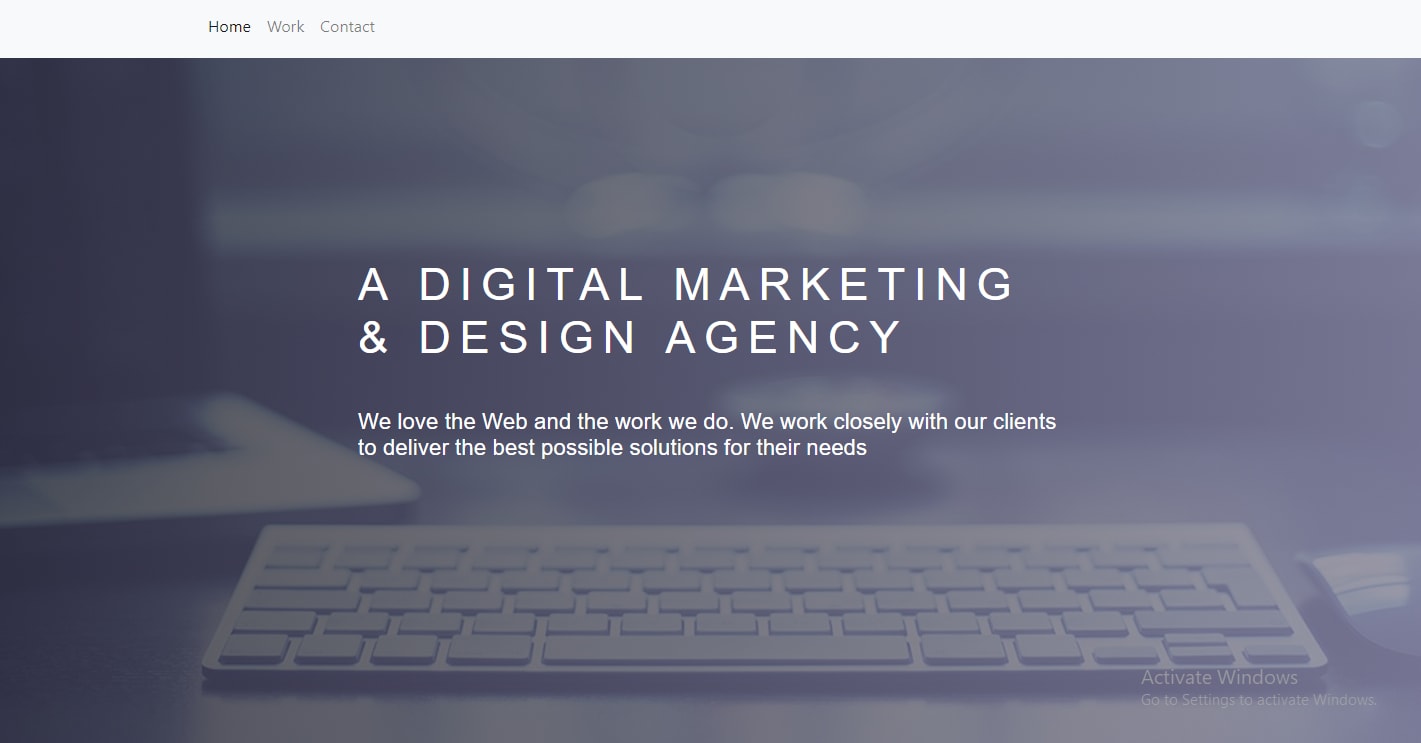 Home Work Contact
A DIGITAL MARKETING
& DESIGN AGENCY
We love the Web and the work we do. We work closely with our clients
to deliver the best possible solutions for their needs
Activate Windows
Go to Settings to activate Windows.